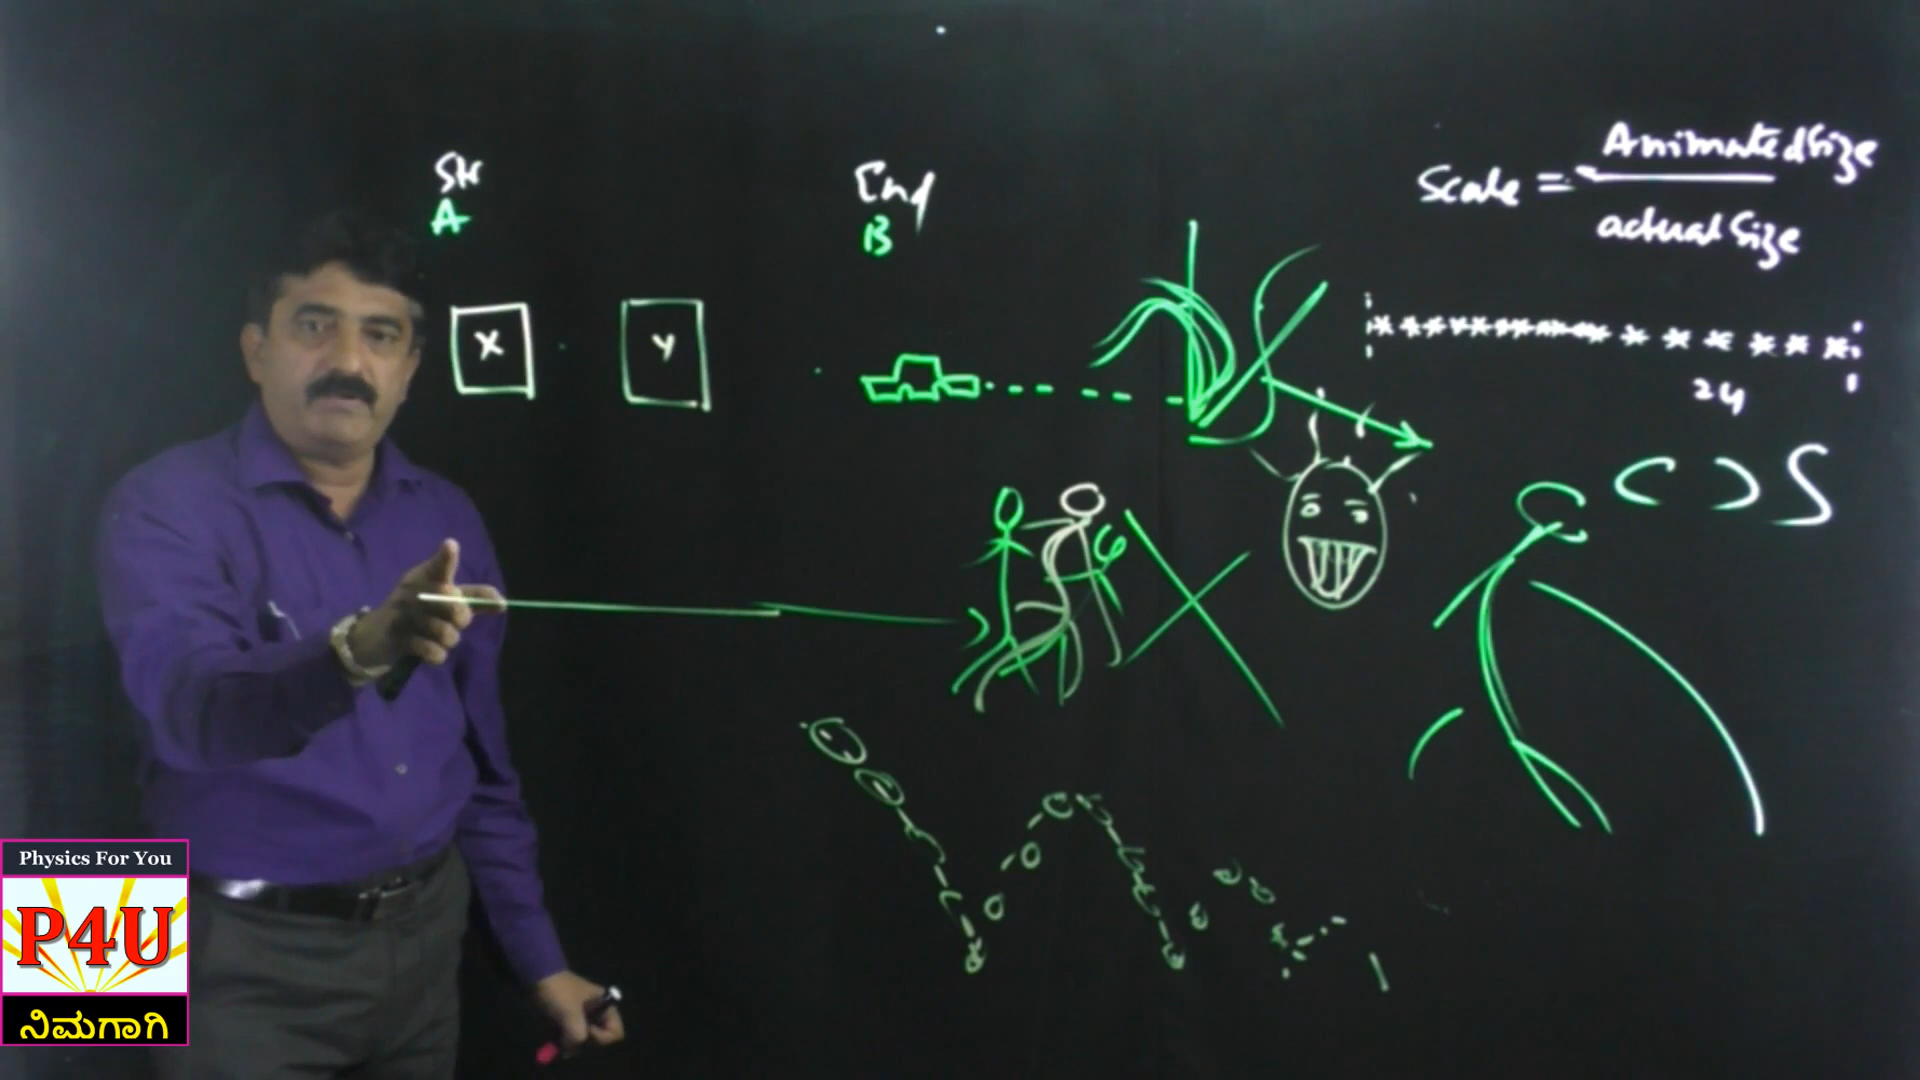 Str
A
End
B
Scale = Animated Size
actual Size
X
Y
24
Physics For You
P4U
ನಿಮಗಾಗಿ